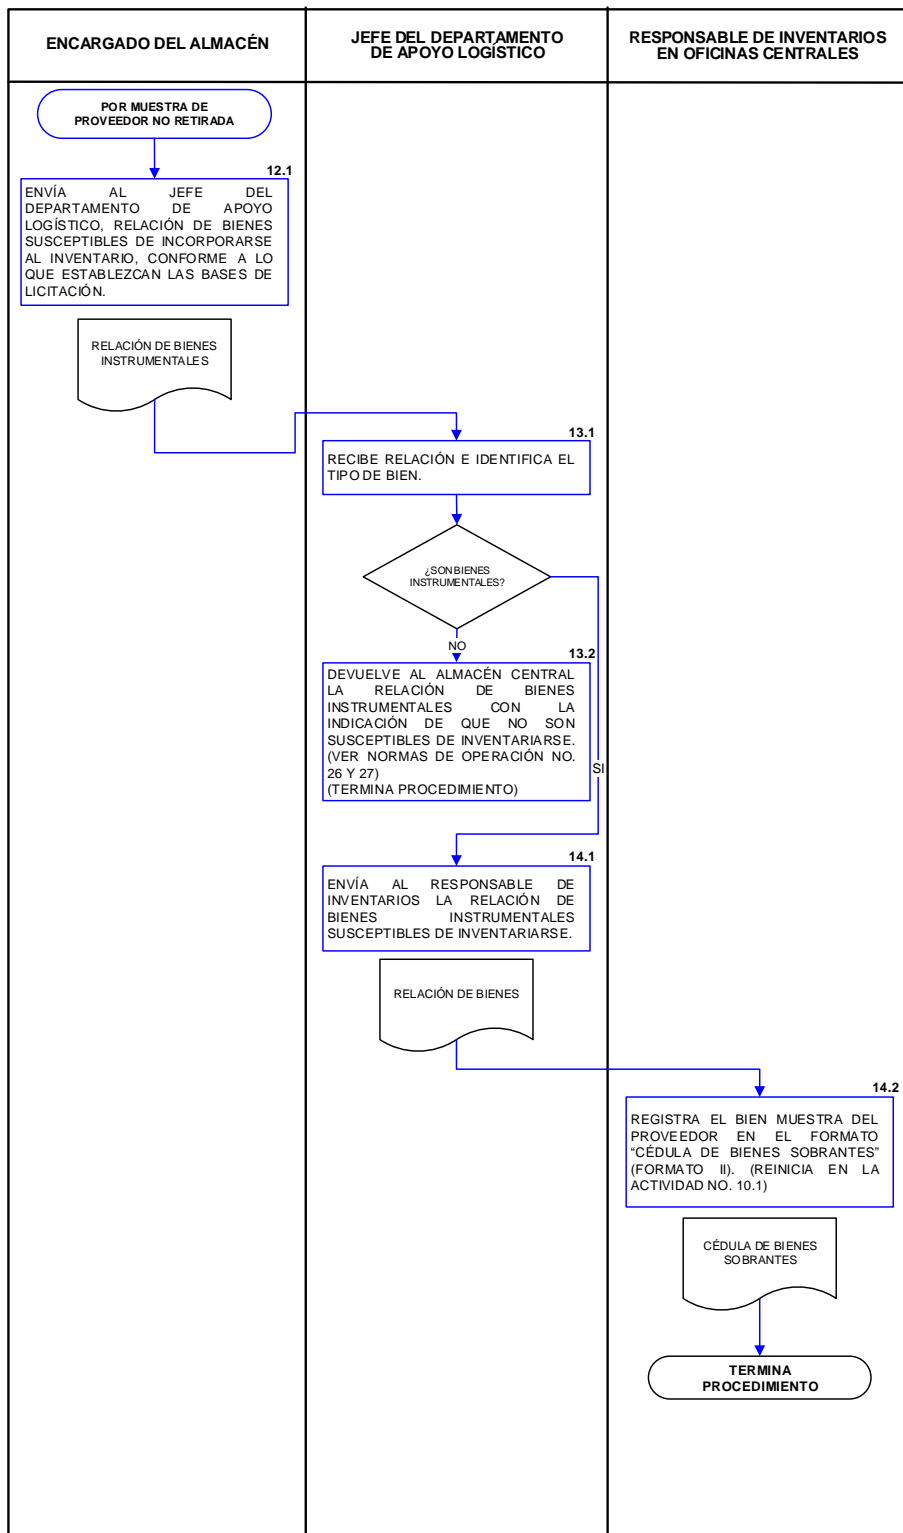 ENCARGADO DEL ALMACÉN
JEFE DEL DEPARTAMENTO
DE APOYO LOGÍSTICO
RESPONSABLE DE INVENTARIOS
EN OFICINAS CENTRALES
POR MUESTRA DE
PROVEEDOR NO RETIRADA
12.1
ENVÍA AL JEFE DEL
DEPARTAMENTO DE APOYO
LOGÍSTICO, RELACIÓN DE BIENES
SUSCEPTIBLES DE INCORPORARSE
AL INVENTARIO, CONFORME A LO
QUE ESTABLEZCAN LAS BASES DE
LICITACIÓN.
RELACIÓN DE BIENES
INSTRUMENTALES
13.1
RECIBE RELACIÓN E IDENTIFICA EL
TIPO DE BIEN.
¿SON BIENES
INSTRUMENTALES?
NO
13.2
DEVUELVE AL ALMACÉN CENTRAL
LA RELACIÓN DE BIENES
INSTRUMENTALES CON LA
INDICACIÓN DE QUE NO SON
SUSCEPTIBLES DE INVENTARIARSE.
(VER NORMAS DE OPERACIÓN NO.
26 Y 27)
(TERMINA PROCEDIMIENTO)
SI
14.1
ENVÍA AL RESPONSABLE DE
INVENTARIOS LA RELACIÓN DE
BIENES INSTRUMENTALES
SUSCEPTIBLES DE INVENTARIARSE.
RELACIÓN DE BIENES
14.2
REGISTRA EL BIEN MUESTRA DEL
PROVEEDOR EN EL FORMATO
“CÉDULA DE BIENES SOBRANTES”
(FORMATO II). (REINICIA EN LA
ACTIVIDAD NO. 10.1)
CÉDULA DE BIENES
SOBRANTES
TERMINA
PROCEDIMIENTO